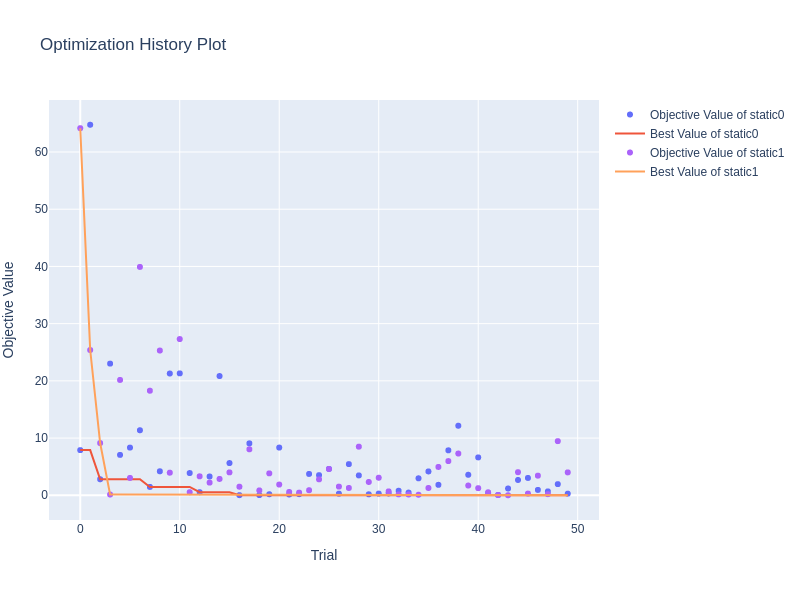 Optimization History Plot
Objective Value of static0
Best Value of static0
Objective Value of static1
Best Value of static1
60
50
40
30
20
10
0
Objective Value
0 10 20 30 40 50
Trial